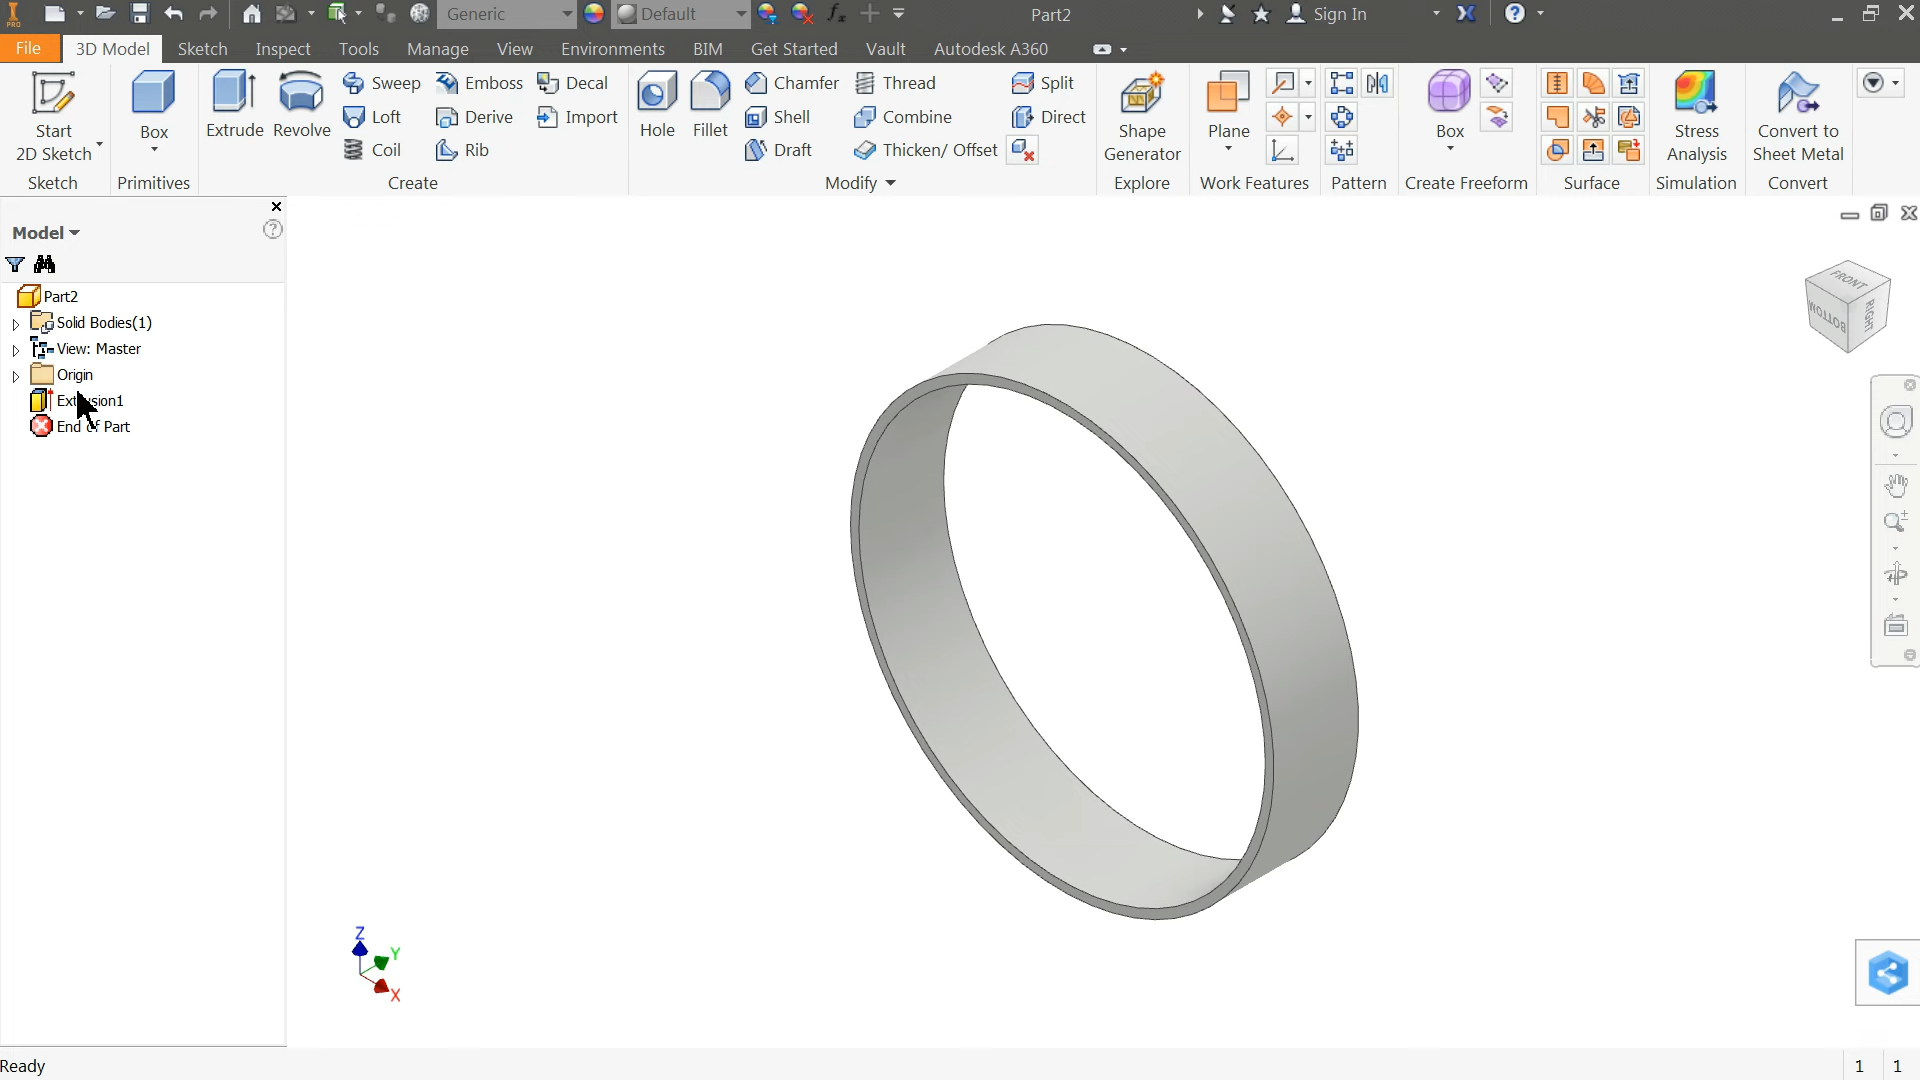 PRO
Generic
Default
fx
Part2
Sign In
File
3D Model
Sketch
Inspect
Tools
Manage
View
Environments
BIM
Get Started
Vault
Autodesk A360
Start
2D Sketch
Sketch
Box
Primitives
Extrude
Revolve
Sweep
Loft
Coil
Emboss
Derive
Rib
Decal
Import
Create
Hole
Fillet
Chamfer
Shell
Draft
Thread
Combine
Thicken/ Offset
Split
Direct
Modify
Shape
Generator
Explore
Plane
Work Features
Pattern
Box
Create Freeform
Surface
Stress
Analysis
Simulation
Convert to
Sheet Metal
Convert
Model
Part2
Solid Bodies(1)
View: Master
Origin
Extrusion1
End of Part
FRONT
BOTTOM
RIGHT
Z
Y
X
Ready
1
1